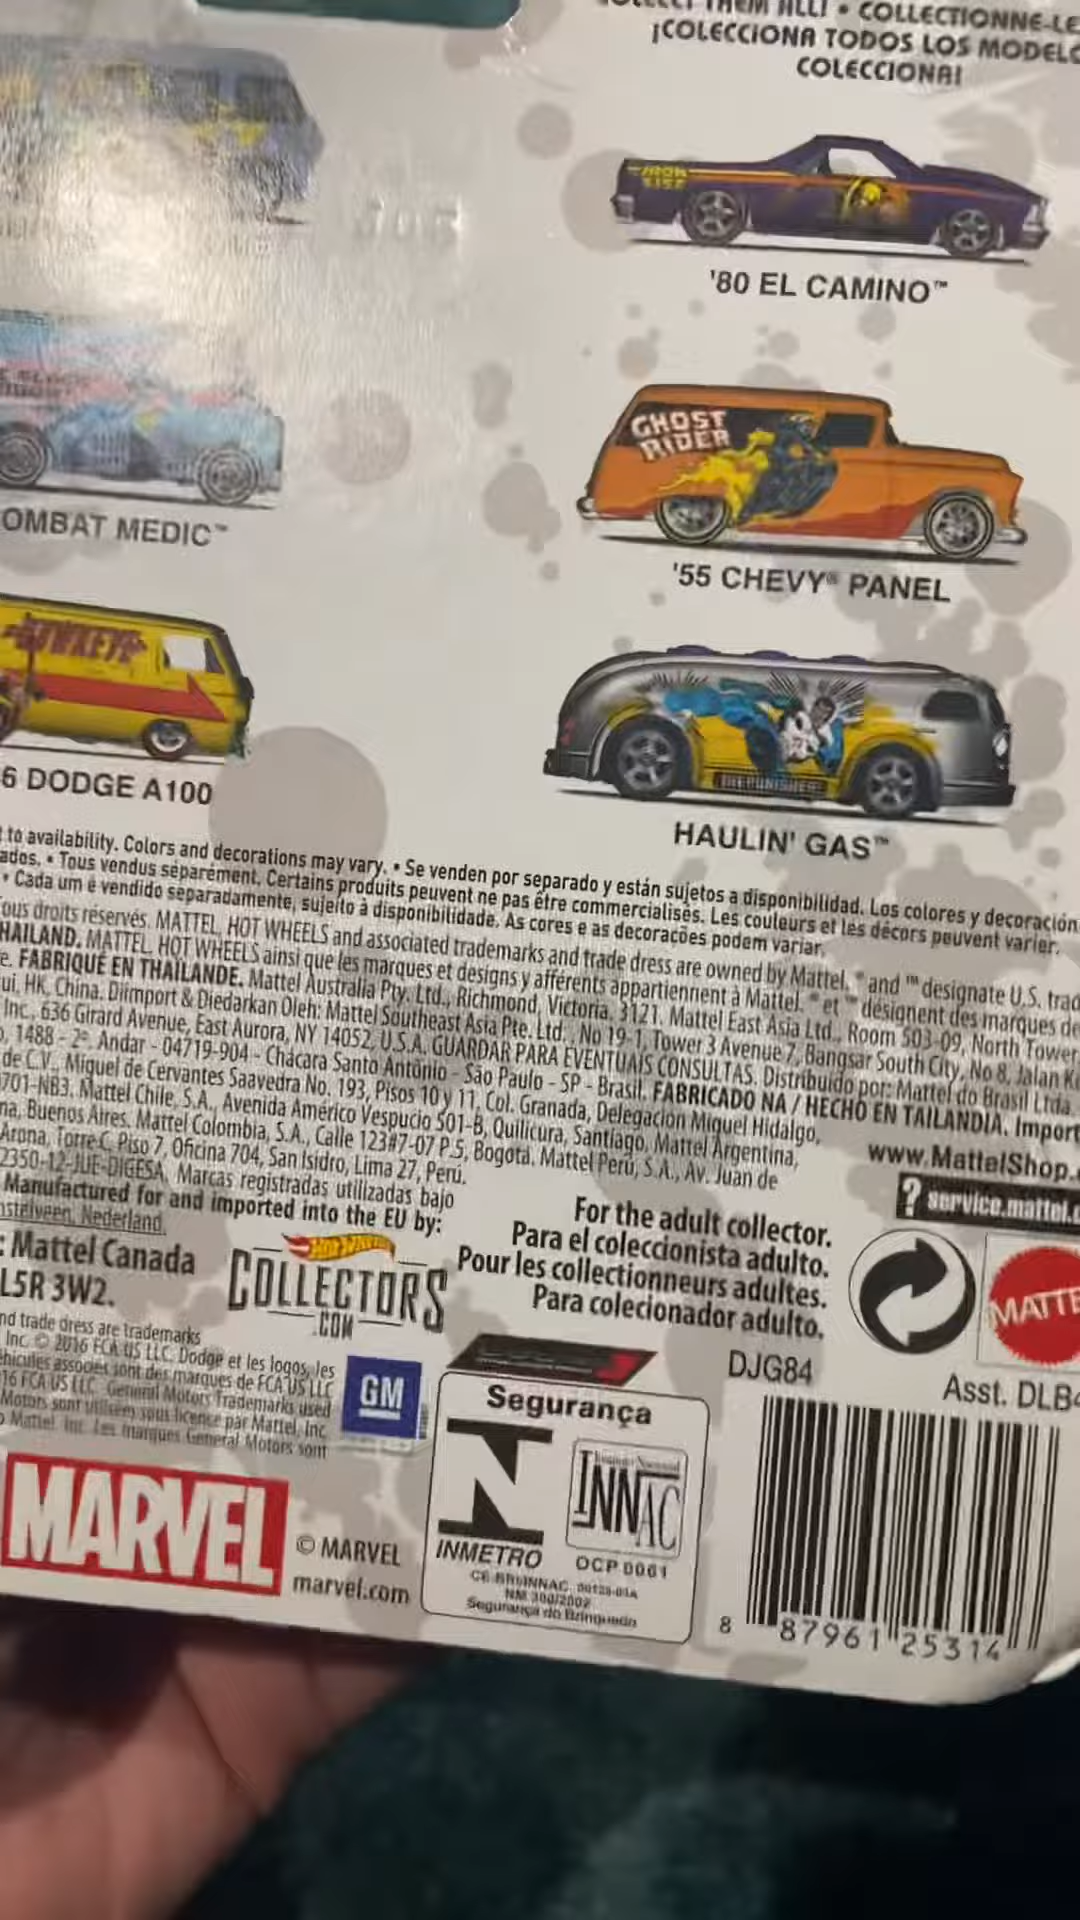 THEM ALL! • COLLECTIONNE-LE
¡COLECCIONA TODOS LOS MODELO
COLECCIONA!
IRON
FIST
'80 EL CAMINO™
GHOST
RIDER
OMBAT MEDIC™
'55 CHEVY® PANEL
HAWKEYE
THE PUNISHER
6 DODGE A100
HAULIN' GAS™
t to availability. Colors and decorations may vary. • Se venden por separado y están sujetos a disponibilidad. Los colores y decoracion
ados. • Tous vendus séparément. Certains produits peuvent ne pas être commercialisés. Les couleurs et les décors peuvent varier.
• Cada um é vendido separadamente, sujeito à disponibilidade. As cores e as decorações podem variar.
ous droits réservés. MATTEL, HOT WHEELS and associated trademarks and trade dress are owned by Mattel. ® and ™ designate U.S. trad
HAILAND. MATTEL, HOT WHEELS ainsi que les marques et designs y afférents appartiennent à Mattel. ® et ™ désignent des marques de
e. FABRIQUÉ EN THAÏLANDE. Mattel Australia Pty. Ltd., Richmond, Victoria. 3121. Mattel East Asia Ltd., Room 503-09, North Tower
ui, HK, China. Diimport & Diedarkan Oleh: Mattel Southeast Asia Pte. Ltd., No 19-1, Tower 3 Avenue 7, Bangsar South City, No 8, Jalan
Inc., 636 Girard Avenue, East Aurora, NY 14052, U.S.A. GUARDAR PARA EVENTUAIS CONSULTAS. Distribuido por: Mattel do Brasil Ltda.
, 1488 - 2º Andar - 04719-904 - Chácara Santo Antônio - São Paulo - SP - Brasil. FABRICADO NA / HECHO EN TAILANDIA. Import
de C.V., Miguel de Cervantes Saavedra No. 193, Pisos 10 y 11, Col. Granada, Delegación Miguel Hidalgo,
701-NB3. Mattel Chile, S.A., Avenida Américo Vespucio 501-B, Quilicura, Santiago. Mattel Argentina,
na, Buenos Aires. Mattel Colombia, S.A., Calle 123#7-07 P.5, Bogotá. Mattel Perú, S.A., Av. Juan de
Arona, Torre C, Piso 7, Oficina 704, San Isidro, Lima 27, Perú.
2350-12-JUE-DIGESA. Marcas registradas utilizadas bajo
Manufactured for and imported into the EU by:
Nederland.
: Mattel Canada
L5R 3W2.
www.MattelShop.
? service.mattel.c
HOT WHEELS
COLLECTORS
.COM
For the adult collector.
Para el coleccionista adulto.
Pour les collectionneurs adultes.
Para colecionador adulto.
MATTE
nd trade dress are trademarks
Inc. © 2016 FCA US LLC. Dodge et les logos, les
éhicules associés sont des marques de FCA US LLC
16 FCA US LLC. General Motors Trademarks used
Motors sont utilisées sous licence par Mattel, Inc.
Mattel, Inc. Les marques General Motors sont
GM
DJG84
Asst. DLB4
Segurança
INNAC
INMETRO
OCP 0061
NM 300/2002
Segurança do Brinquedo
MARVEL
© MARVEL
marvel.com
8 87961 25314